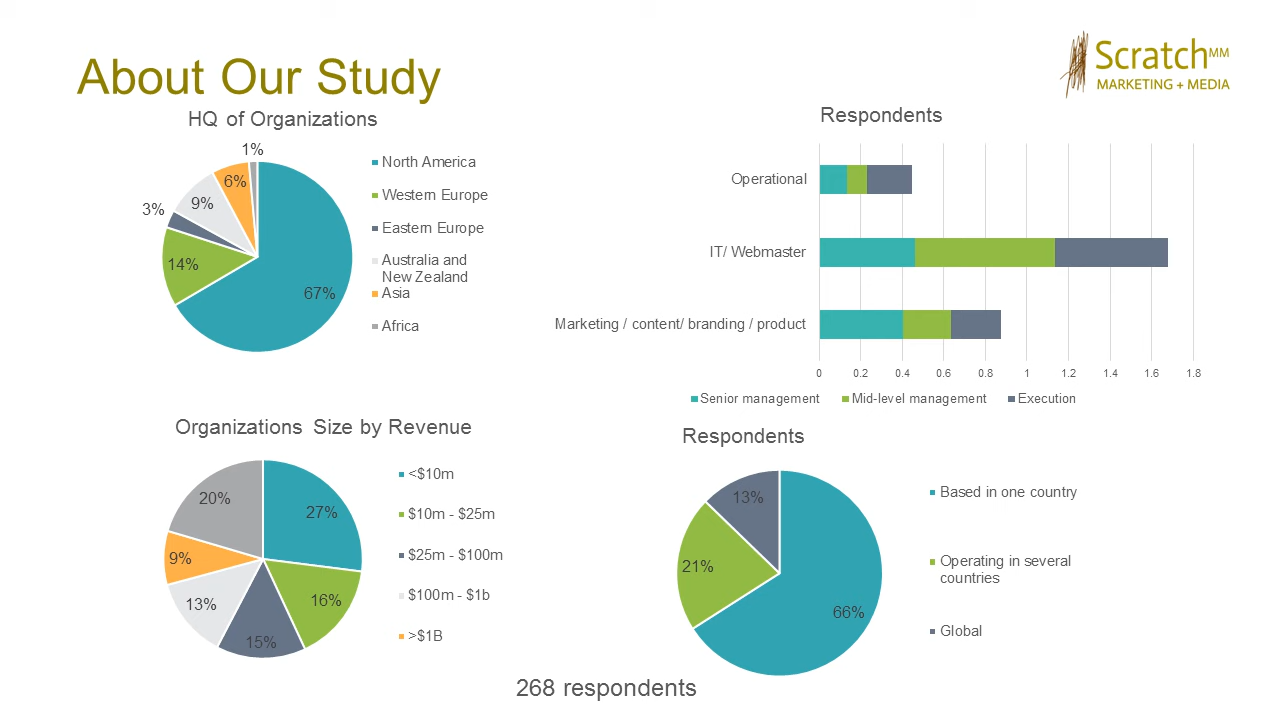 About Our Study
Scratch MM
MARKETING + MEDIA
HQ of Organizations
1%
6%
9%
3%
14%
67%
North America
Western Europe
Eastern Europe
Australia and
New Zealand
Asia
Africa
Respondents
Operational
IT/ Webmaster
Marketing / content/ branding / product
0 0.2 0.4 0.6 0.8 1 1.2 1.4 1.6 1.8
Senior management Mid-level management Execution
Organizations Size by Revenue
20%
27%
9%
13%
16%
15%
<$10m
$10m - $25m
$25m - $100m
$100m - $1b
>$1B
Respondents
13%
21%
66%
Based in one country
Operating in several
countries
Global
268 respondents